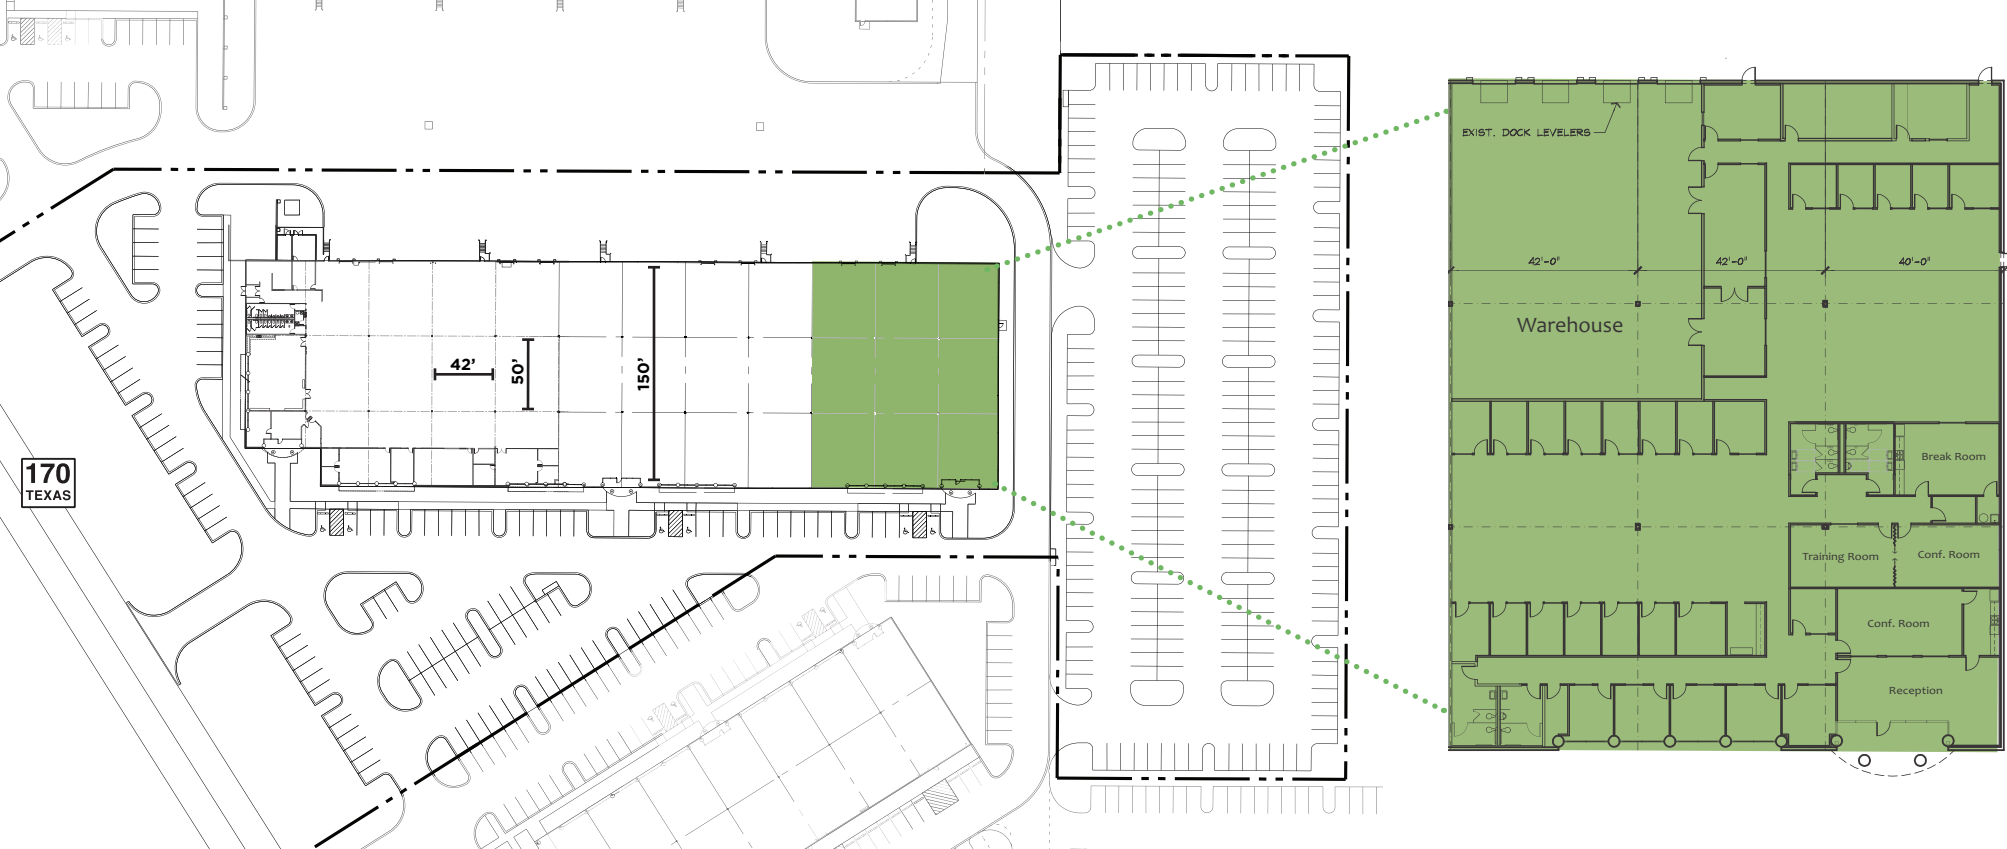 170
TEXAS
42'
50'
150'
EXIST. DOCK LEVELERS
42'-0"
42'-0"
40'-0"
Warehouse
Break Room
Training Room
Conf. Room
Conf. Room
Reception